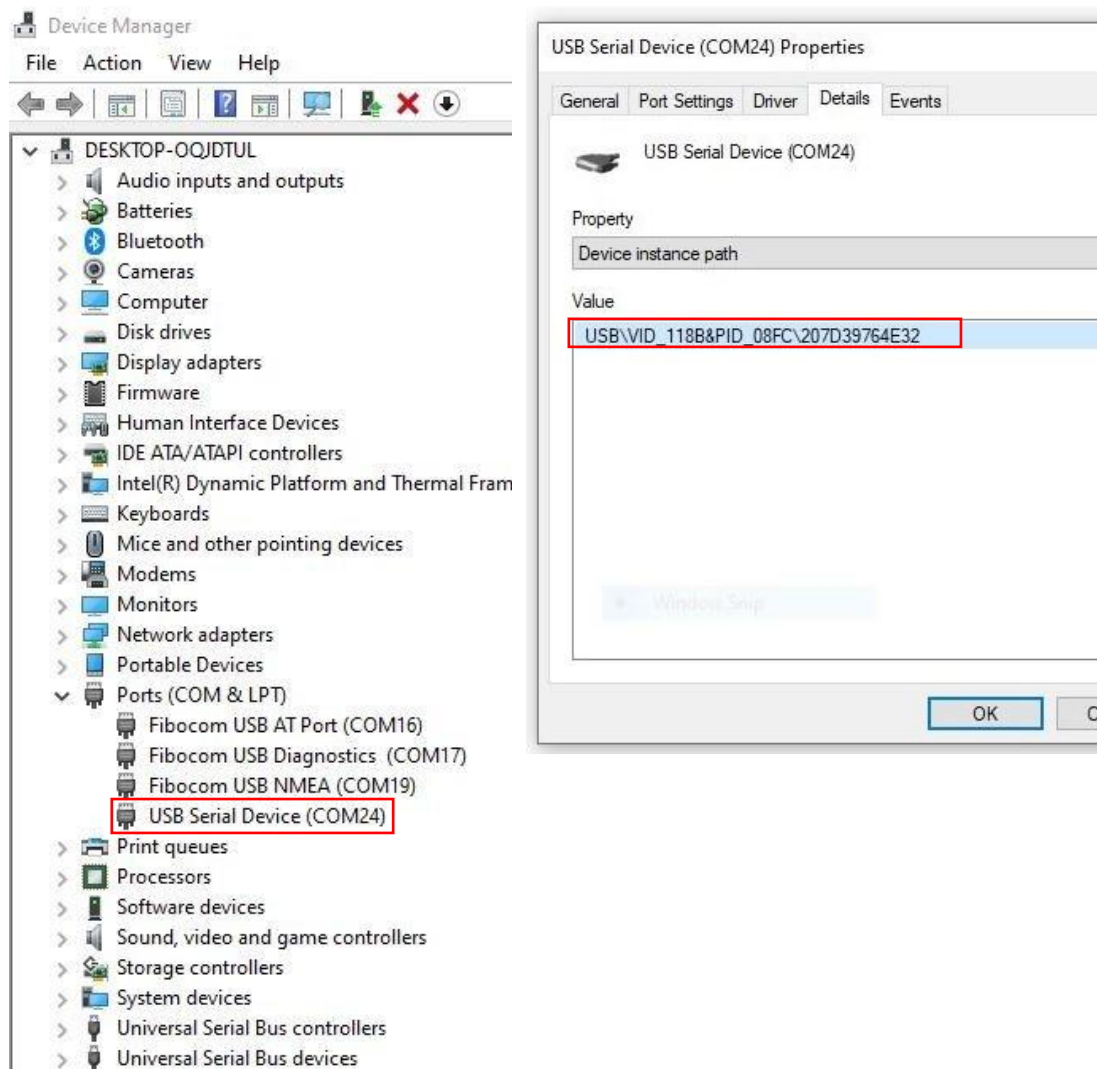 Device Manager
File Action View Help
DESKTOP-OQJDTUL
Audio inputs and outputs
Batteries
Bluetooth
Cameras
Computer
Disk drives
Display adapters
Firmware
Human Interface Devices
IDE ATA/ATAPI controllers
Intel(R) Dynamic Platform and Thermal Fram
Keyboards
Mice and other pointing devices
Modems
Monitors
Network adapters
Portable Devices
Ports (COM & LPT)
Fibocom USB AT Port (COM16)
Fibocom USB Diagnostics (COM17)
Fibocom USB NMEA (COM19)
USB Serial Device (COM24)
Print queues
Processors
Software devices
Sound, video and game controllers
Storage controllers
System devices
Universal Serial Bus controllers
Universal Serial Bus devices
USB Serial Device (COM24) Properties
General Port Settings Driver Details Events
USB Serial Device (COM24)
Property
Device instance path
Value
USB\VID_118B&PID_08FC\207D39764E32
Window Snip
OK C